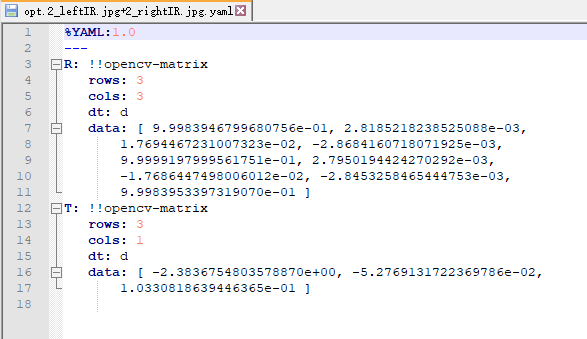 opt.2_leftIR.jpg+2_rightIR.jpg.yaml
1 %YAML:1.0
2 ---
3 R: !!opencv-matrix
4 rows: 3
5 cols: 3
6 dt: d
7 data: [ 9.9983946799680756e-01, 2.8185218238525088e-03,
8 1.7694467231007323e-02, -2.8684160718071925e-03,
9 9.9999197999561751e-01, 2.7950194424270292e-03,
10 -1.7686447498006012e-02, -2.8453258465444753e-03,
11 9.9983953397319070e-01 ]
12 T: !!opencv-matrix
13 rows: 3
14 cols: 1
15 dt: d
16 data: [ -2.3836754803578870e+00, -5.2769131722369786e-02,
17 1.0330818639446365e-01 ]
18